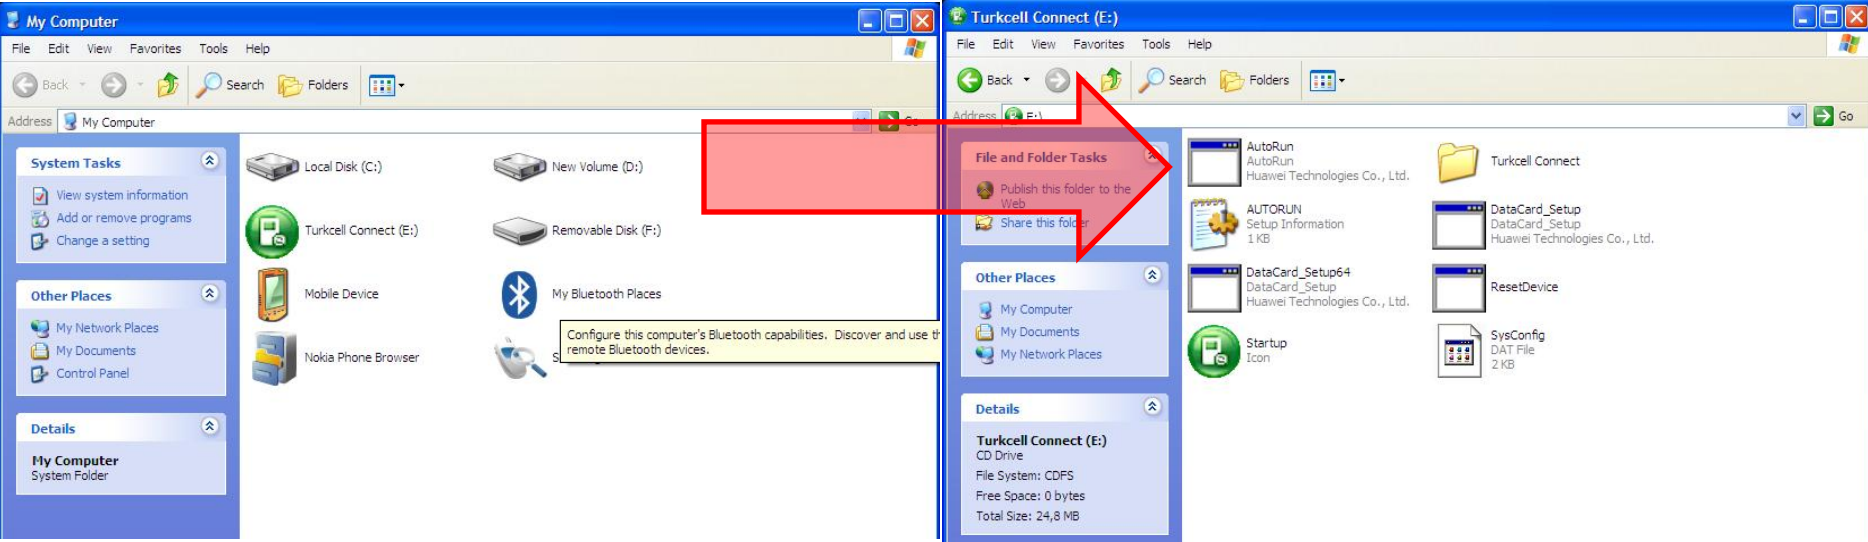 My Computer
File Edit View Favorites Tools Help
Back Search Folders
Address My Computer
System Tasks
View system information
Add or remove programs
Change a setting
Other Places
My Network Places
My Documents
Control Panel
Details
My Computer
System Folder
Local Disk (C:)
New Volume (D:)
Turkcell Connect (E:)
Removable Disk (F:)
Mobile Device
My Bluetooth Places
Configure this computer's Bluetooth capabilities. Discover and use
remote Bluetooth devices.
Nokia Phone Browser
Turkcell Connect (E:)
File Edit View Favorites Tools Help
Back Search Folders
Address E:\ Go
File and Folder Tasks
Publish this folder to the
Web
Share this folder
Other Places
My Computer
My Documents
My Network Places
Details
Turkcell Connect (E:)
CD Drive
File System: CDFS
Free Space: 0 bytes
Total Size: 24,8 MB
AutoRun
AutoRun
Huawei Technologies Co., Ltd.
Turkcell Connect
AUTORUN
Setup Information
1 KB
DataCard_Setup
DataCard_Setup
Huawei Technologies Co., Ltd.
DataCard_Setup64
DataCard_Setup
Huawei Technologies Co., Ltd.
ResetDevice
Startup
Icon
SysConfig
DAT File
2 KB